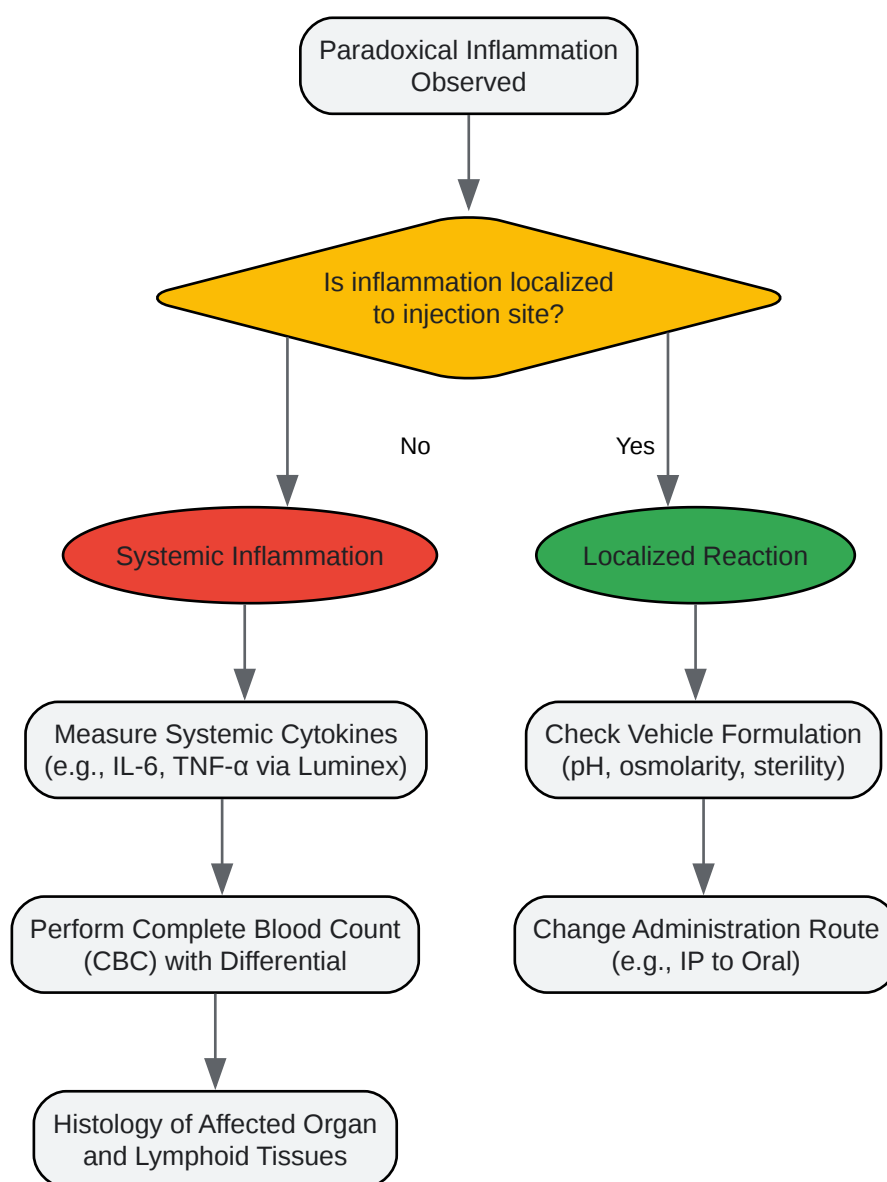 Paradoxical Inflammation
Observed
Is inflammation localized
to injection site?
No
Yes
Systemic Inflammation
Localized Reaction
Measure Systemic Cytokines
(e.g., IL-6, TNF-α via Luminex)
Check Vehicle Formulation
(pH, osmolarity, sterility)
Perform Complete Blood Count
(CBC) with Differential
Change Administration Route
(e.g., IP to Oral)
Histology of Affected Organ
and Lymphoid Tissues